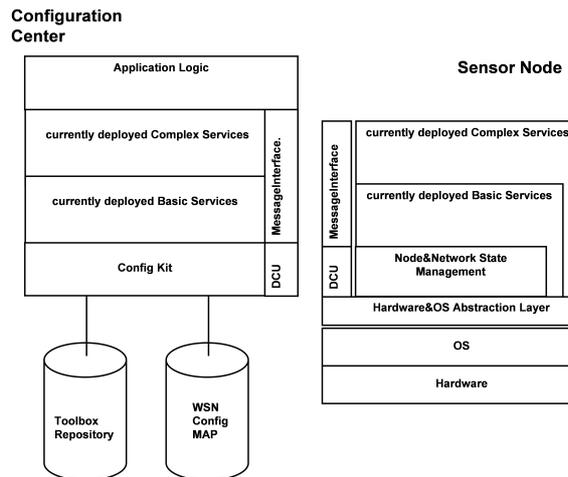 Configuration
Center
Application Logic
currently deployed Complex Services
currently deployed Basic Services
MessageInterface.
Config Kit
DCU
Toolbox
Repository
WSN
Config
MAP
Sensor Node
MessageInterface
DCU
currently deployed Complex Services
currently deployed Basic Services
Node&Network State
Management
Hardware&OS Abstraction Layer
OS
Hardware